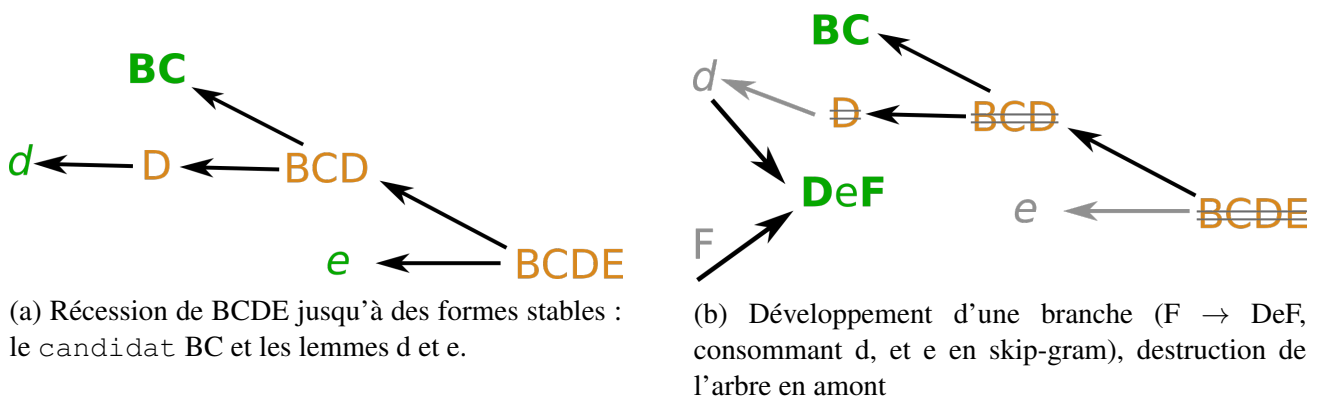 BC
d
D
BCD
e
BCDE
(a) Récession de BCDE jusqu'à des formes stables :
le candidat BC et les lemmes d et e.
BC
d
D
BCD
DeF
e
BCDE
F
(b) Développement d'une branche (F → DeF,
consommant d, et e en skip-gram), destruction de
l'arbre en amont